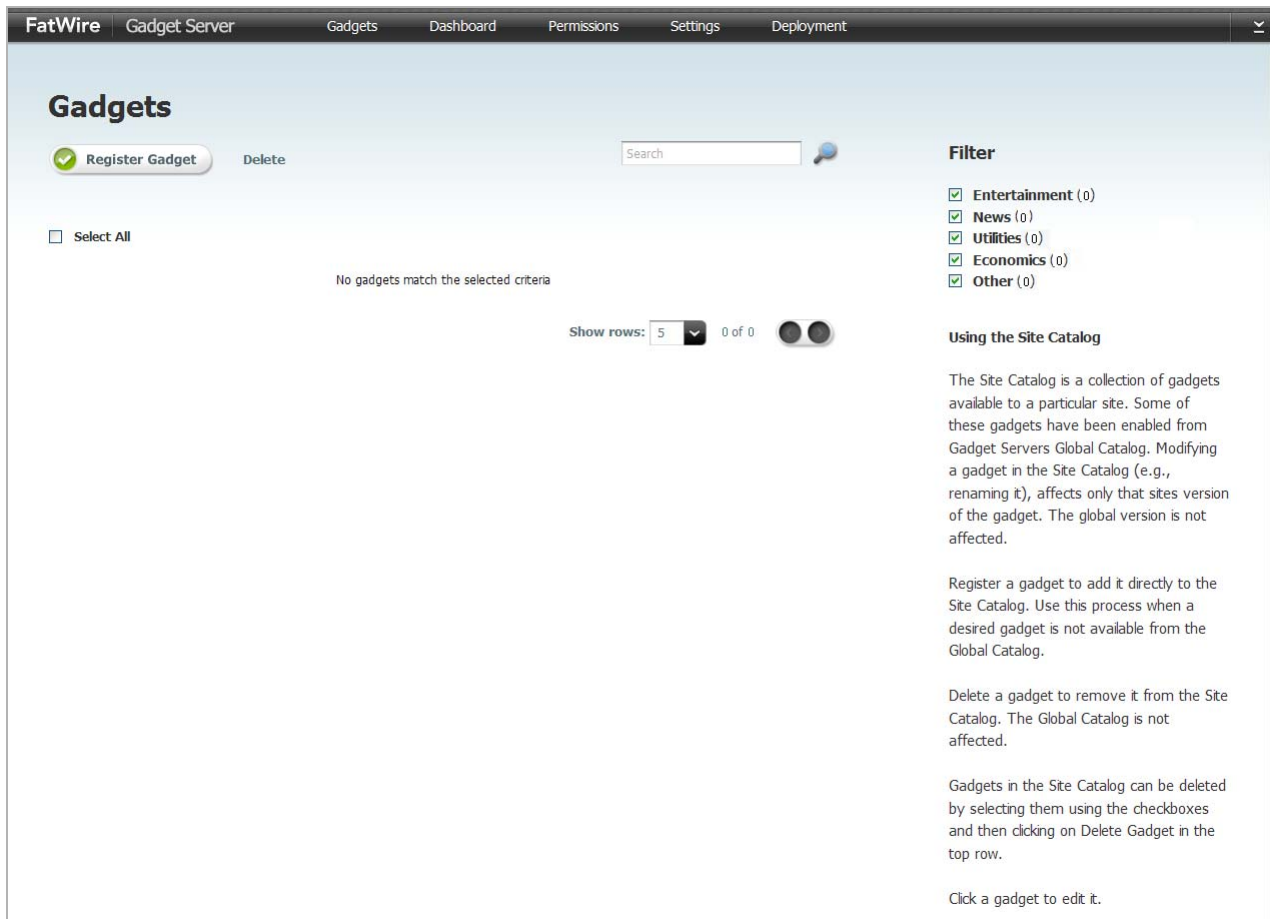 FatWire Gadget Server Gadgets Dashboard Permissions Settings Deployment
Gadgets
Register Gadget Delete Search
Select All
No gadgets match the selected criteria
Show rows: 5 0 of 0
Filter
Entertainment (0)
News (0)
Utilities (0)
Economics (0)
Other (0)
Using the Site Catalog
The Site Catalog is a collection of gadgets
available to a particular site. Some of
these gadgets have been enabled from
Gadget Servers Global Catalog. Modifying
a gadget in the Site Catalog (e.g.,
renaming it), affects only that sites version
of the gadget. The global version is not
affected.
Register a gadget to add it directly to the
Site Catalog. Use this process when a
desired gadget is not available from the
Global Catalog.
Delete a gadget to remove it from the Site
Catalog. The Global Catalog is not
affected.
Gadgets in the Site Catalog can be deleted
by selecting them using the checkboxes
and then clicking on Delete Gadget in the
top row.
Click a gadget to edit it.